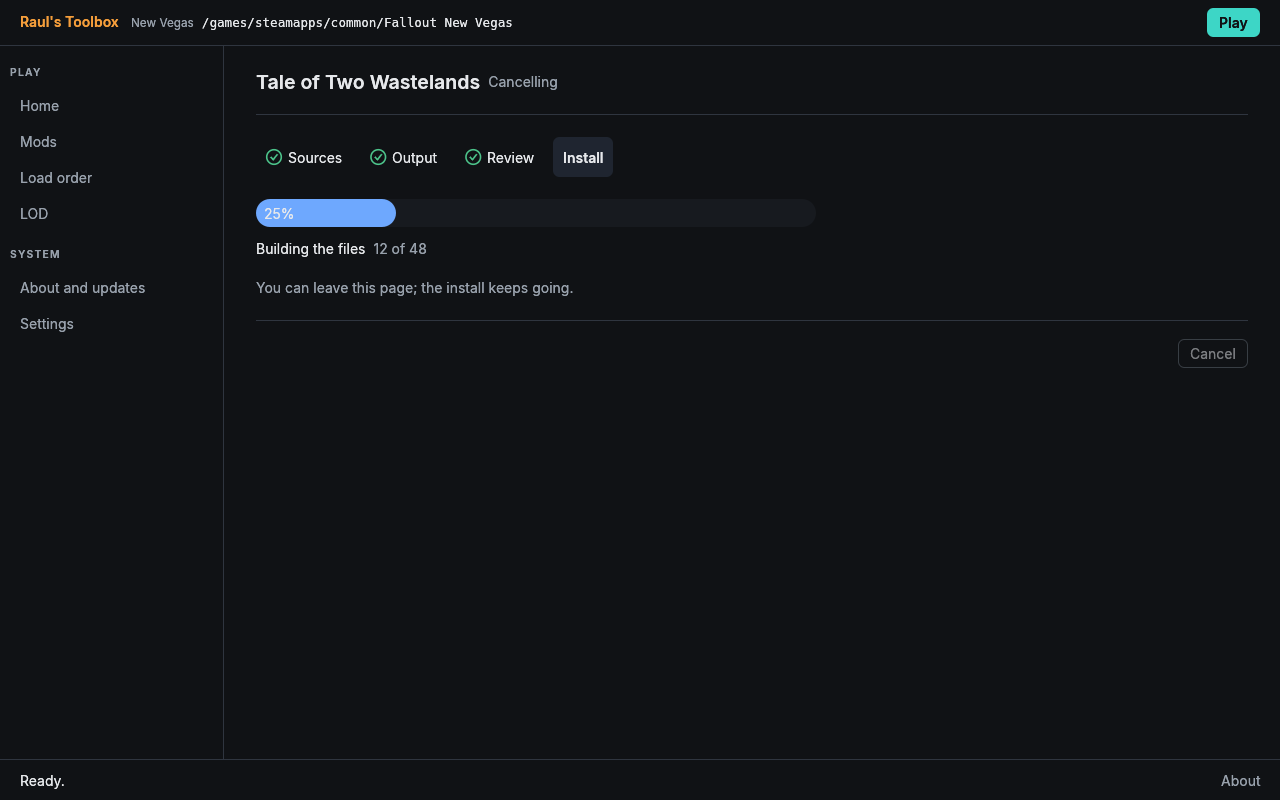 Raul's Toolbox New Vegas /games/steamapps/common/Fallout New Vegas Play
PLAY
Home
Mods
Load order
LOD
SYSTEM
About and updates
Settings
Tale of Two Wastelands Cancelling
Sources Output Review Install
25%
Building the files 12 of 48
You can leave this page; the install keeps going.
Cancel
Ready. About